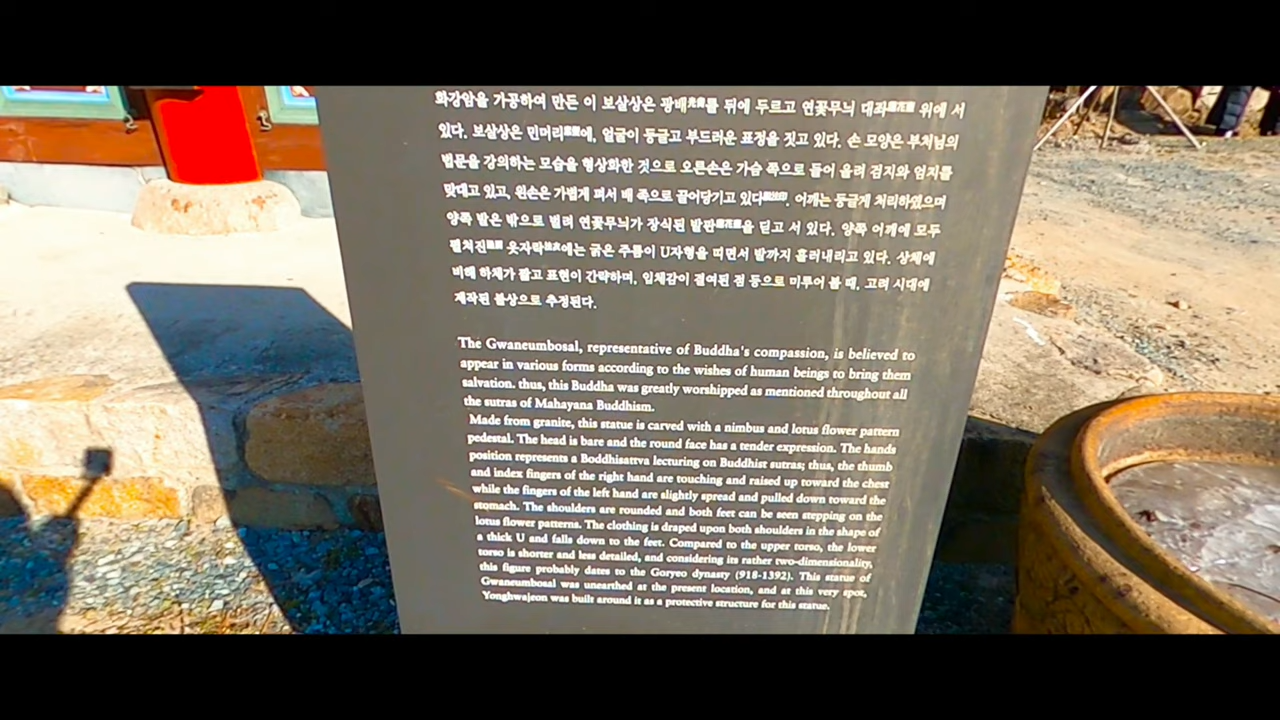 화강암을 가공하여 만든 이 보살상은 광배光背를 뒤에 두르고 연꽃무늬 대좌蓮花座 위에 서
있다. 보살상은 민머리에, 얼굴이 둥글고 부드러운 표정을 짓고 있다. 손 모양은 부처님의
법문을 강의하는 모습을 형상화한 것으로 오른손은 가슴 쪽으로 들어 올려 검지와 엄지를
맞대고 있고, 왼손은 가볍게 펴서 배 쪽으로 끌어당기고 있다. 어깨는 둥글게 처리하였으며
양쪽 발은 밖으로 벌려 연꽃무늬가 장식된 발판을 딛고 서 있다. 양쪽 어깨에 모두
펼쳐진 옷자락에는 굵은 주름이 U자형을 띠면서 발까지 흘러내리고 있다. 상체에
비해 하체가 짧고 표현이 간략하며, 입체감이 결여된 점 등으로 미루어 볼 때, 고려 시대에
제작된 불상으로 추정된다.
The Gwaneumbosal, representative of Buddha's compassion, is believed to
appear in various forms according to the wishes of human beings to bring them
salvation. thus, this Buddha was greatly worshipped as mentioned throughout all
the sutras of Mahayana Buddhism.
Made from granite, this statue is carved with a nimbus and lotus flower pattern
pedestal. The head is bare and the round face has a tender expression. The hands
position represents a Boddhisattva lecturing on Buddhist sutras; thus, the thumb
and index fingers of the right hand are touching and raised up toward the chest
while the fingers of the left hand are slightly spread and pulled down toward the
stomach. The shoulders are rounded and both feet can be seen stepping on the
lotus flower patterns. The clothing is draped upon both shoulders in the shape of
a thick U and falls down to the feet. Compared to the upper torso, the lower
torso is shorter and less detailed, and considering its rather two-dimensionality,
this figure probably dates to the Goryeo dynasty (918-1392). This statue of
Gwaneumbosal was unearthed at the present location, and at this very spot,
Yonghwajeon was built around it as a protective structure for this statue.